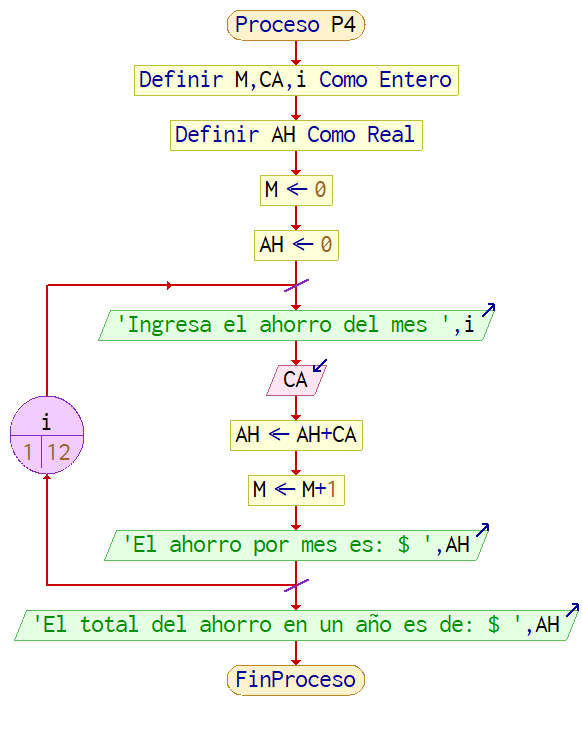 Proceso P4
Definir M,CA,i Como Entero
Definir AH Como Real
M ← 0
AH ← 0
'Ingresa el ahorro del mes ',i
CA
i
1 12
AH ← AH+CA
M ← M+1
'El ahorro por mes es: $ ',AH
'El total del ahorro en un año es de: $ ',AH
FinProceso